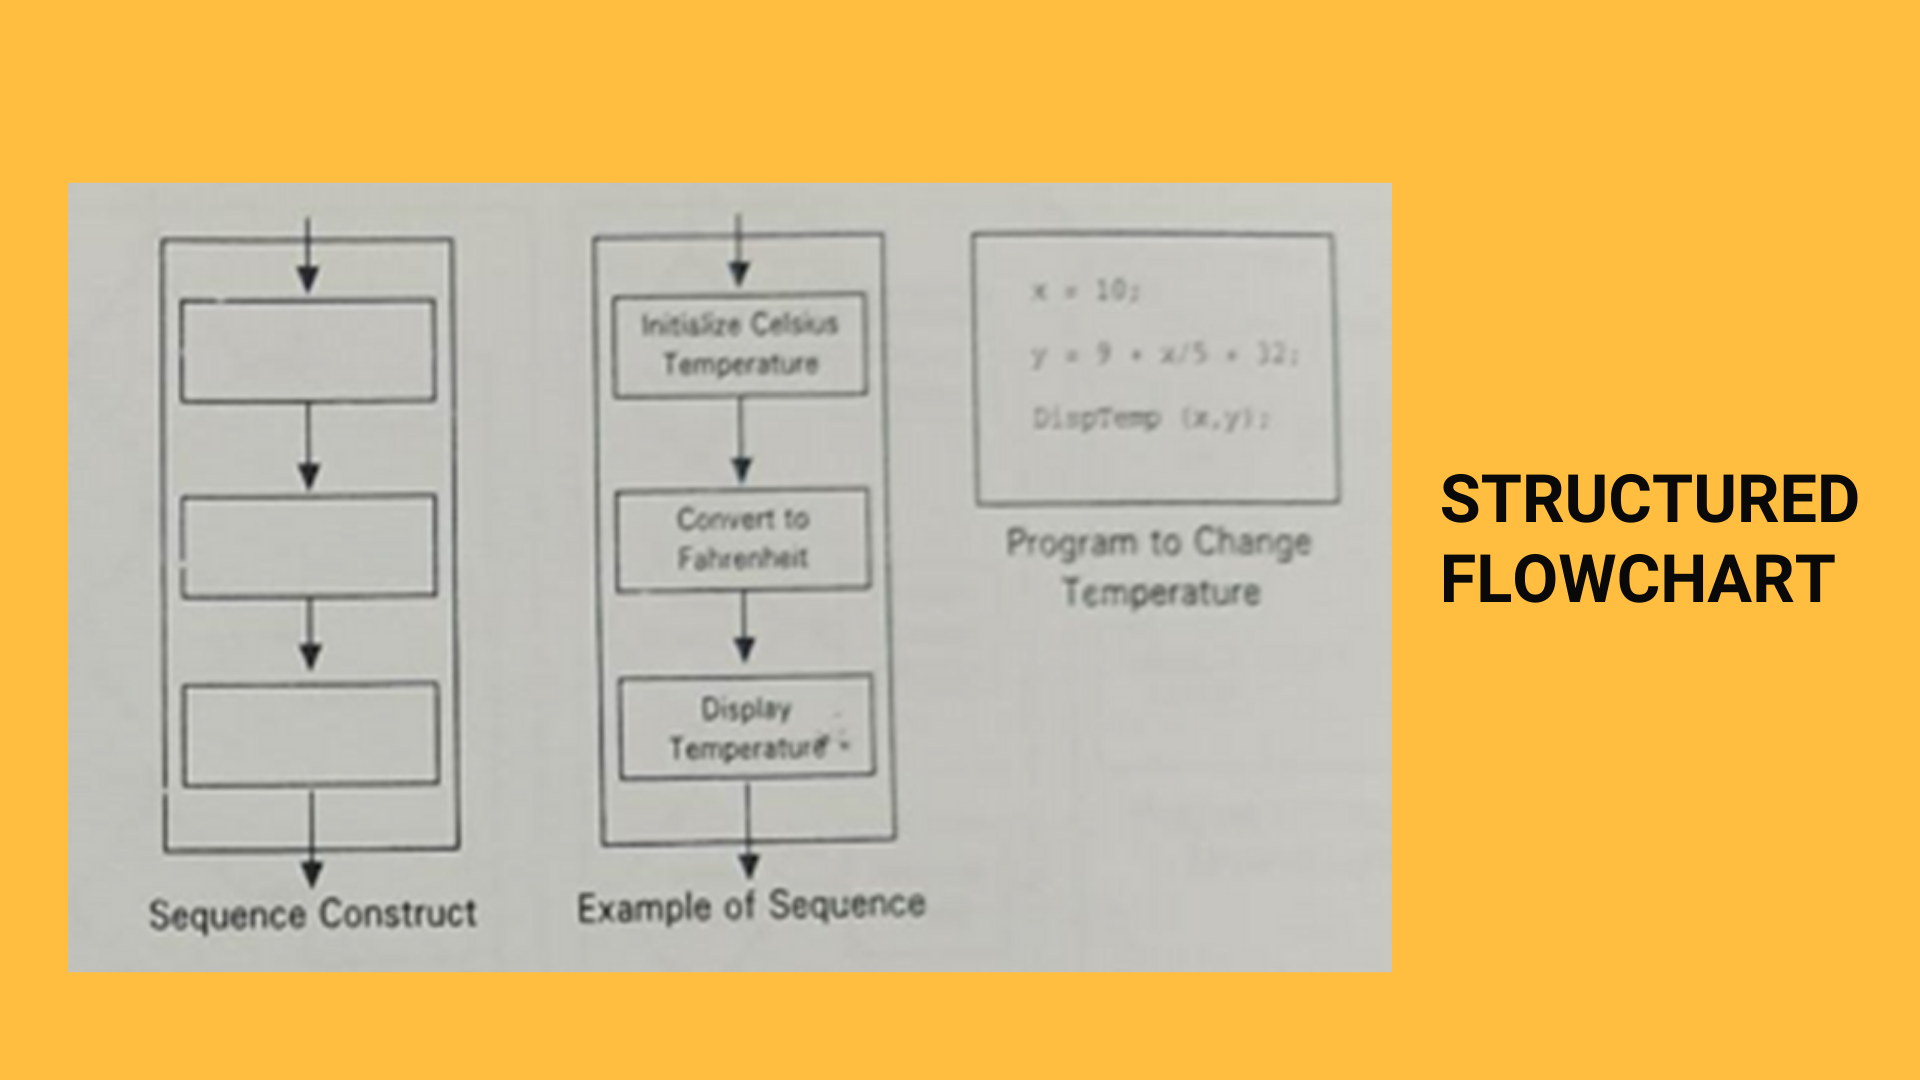 Initialize Celsius
Temperature
Convert to
Fahrenheit
Display
Temperature
Sequence Construct
Example of Sequence
x = 10;
y = 9 * x/5 + 32;
DispTemp (x,y);
Program to Change
Temperature
STRUCTURED
FLOWCHART